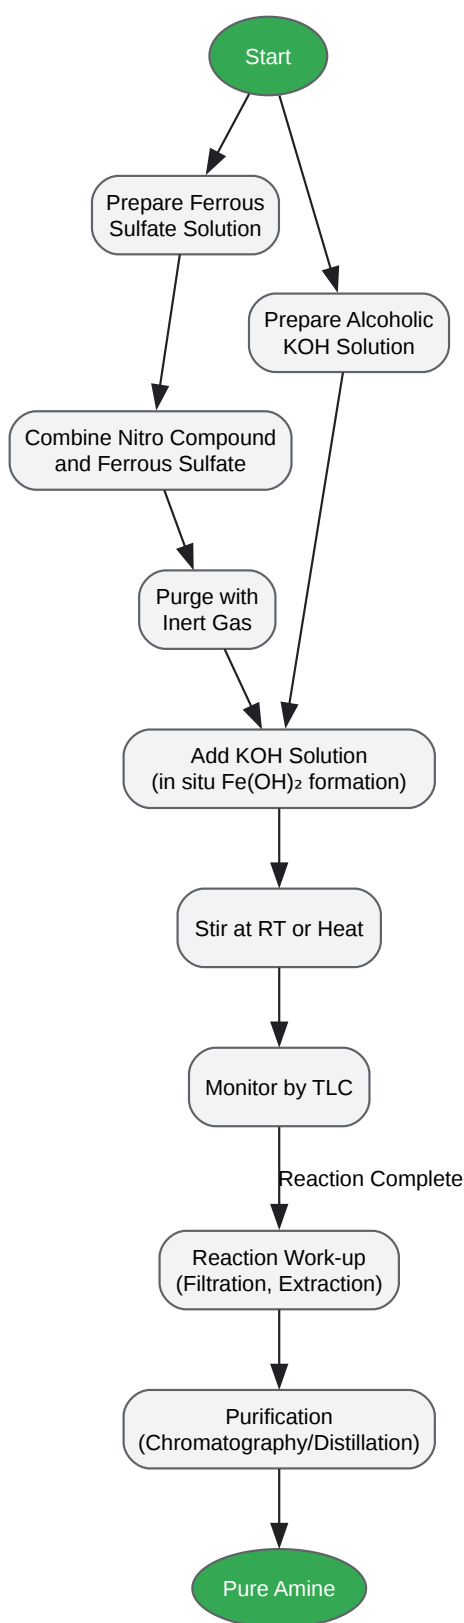 Start
Prepare Ferrous
Sulfate Solution
Prepare Alcoholic
KOH Solution
Combine Nitro Compound
and Ferrous Sulfate
Purge with
Inert Gas
Add KOH Solution
(in situ Fe(OH)₂ formation)
Stir at RT or Heat
Monitor by TLC
Reaction Complete
Reaction Work-up
(Filtration, Extraction)
Purification
(Chromatography/Distillation)
Pure Amine